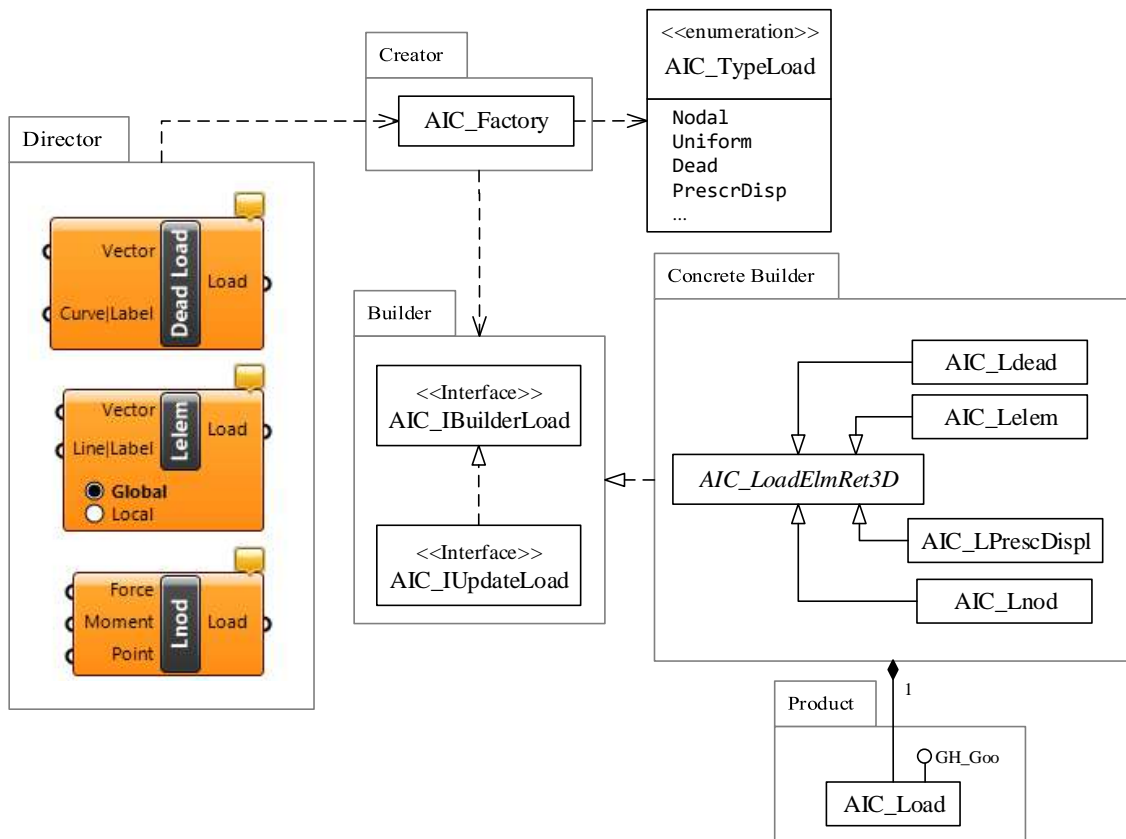 <<enumeration>>
AIC_TypeLoad
Nodal
Uniform
Dead
PrescrDisp
...
Creator
AIC_Factory
Director
Vector
Curve|Label
Dead Load
Load
Vector
Line|Label
Lelem
Load
Global
Local
Force
Moment
Point
Lnod
Load
Builder
<<Interface>>
AIC_IBuilderLoad
<<Interface>>
AIC_IUpdateLoad
Concrete Builder
AIC_Ldead
AIC_Lelem
AIC_LoadElmRet3D
AIC_LPrescDispl
AIC_Lnod
1
Product
GH_Goo
AIC_Load